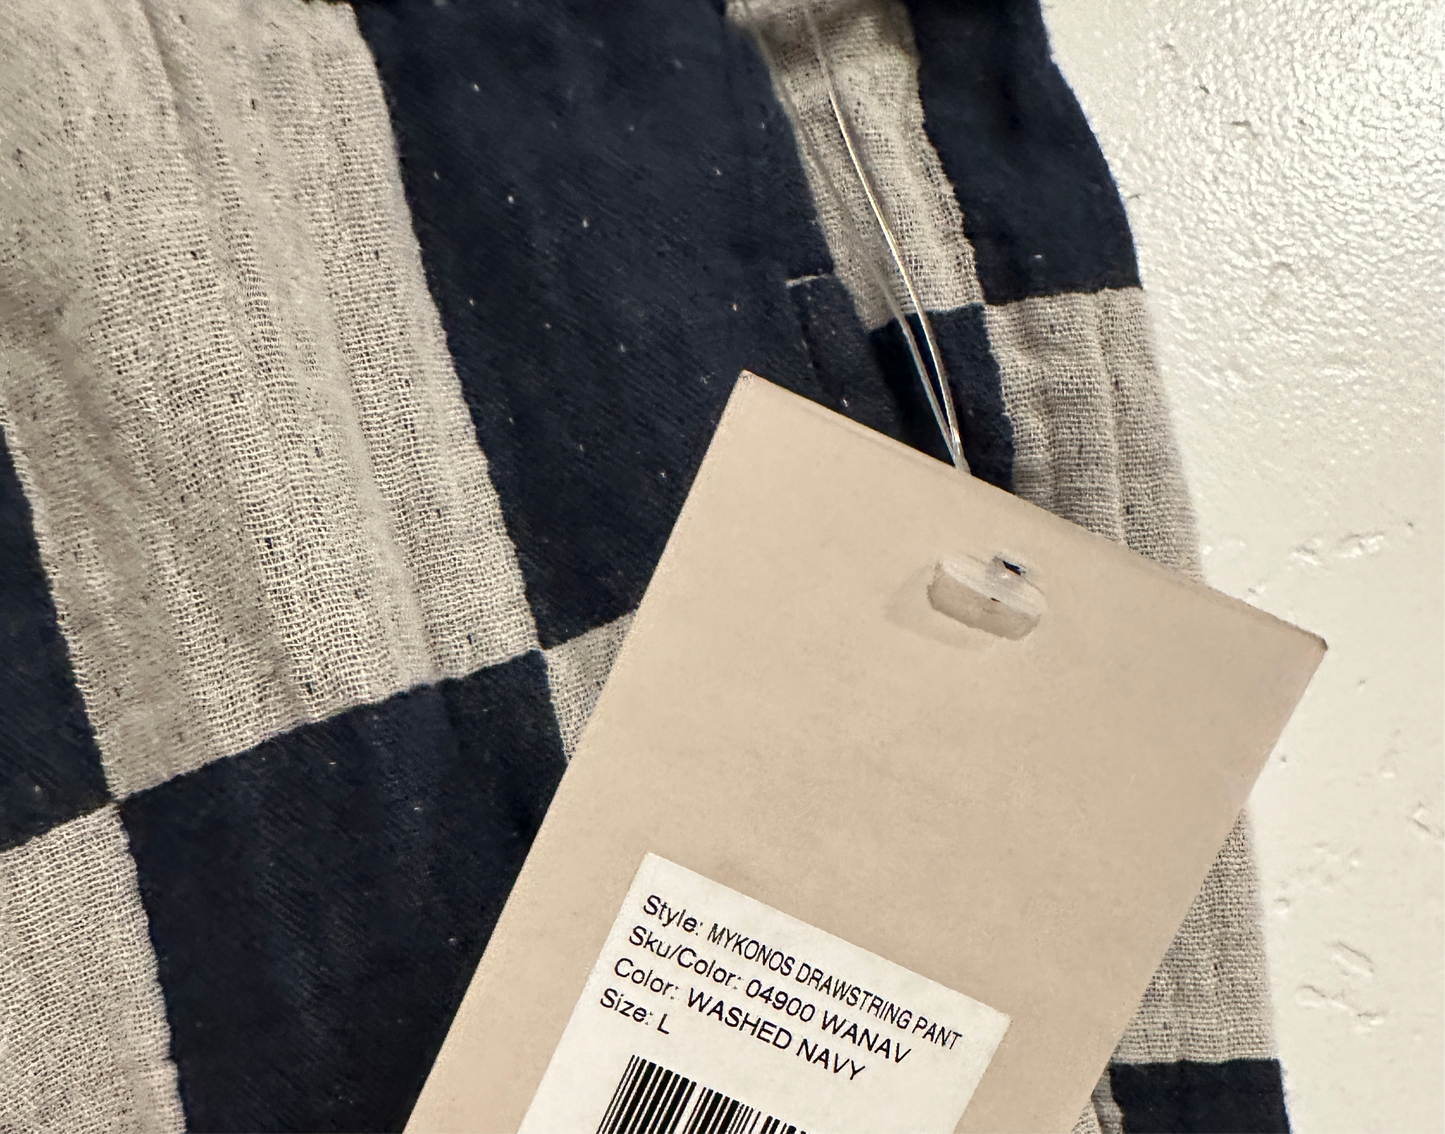 Style: MYKONOS DRAWSTRING PANT
Sku/Color: 04900 WANAV
Color: WASHED NAVY
Size: L